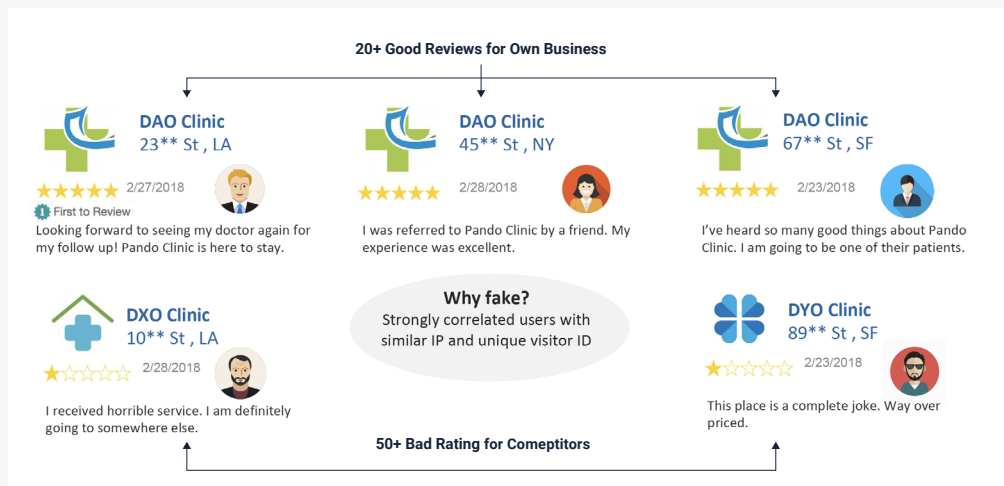 20+ Good Reviews for Own Business
DAO Clinic
23** St , LA
2/27/2018
First to Review
Looking forward to seeing my doctor again for
my follow up! Pando Clinic is here to stay.
DAO Clinic
45** St , NY
2/28/2018
I was referred to Pando Clinic by a friend. My
experience was excellent.
DAO Clinic
67** St , SF
2/23/2018
I've heard so many good things about Pando
Clinic. I am going to be one of their patients.
Why fake?
Strongly correlated users with
similar IP and unique visitor ID
DXO Clinic
10** St , LA
2/28/2018
I received horrible service. I am definitely
going to somewhere else.
DYO Clinic
89** St , SF
2/23/2018
This place is a complete joke. Way over
priced.
50+ Bad Rating for Comeptitors